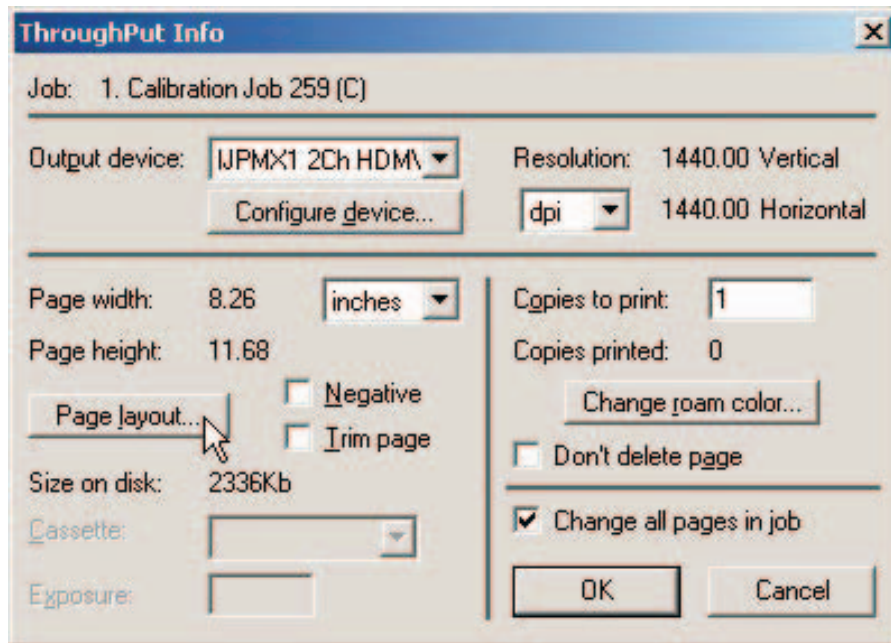 ThroughPut Info
Job: 1. Calibration Job 259 (C)
Output device: IJPMX1 2Ch HDM\
Configure device...
Resolution: 1440.00 Vertical
dpi 1440.00 Horizontal
Page width: 8.26 inches
Page height: 11.68
Page layout...
Negative
Trim page
Size on disk: 2336Kb
Cassette:
Exposure:
Copies to print: 1
Copies printed: 0
Change roam color...
Don't delete page
Change all pages in job
OK Cancel